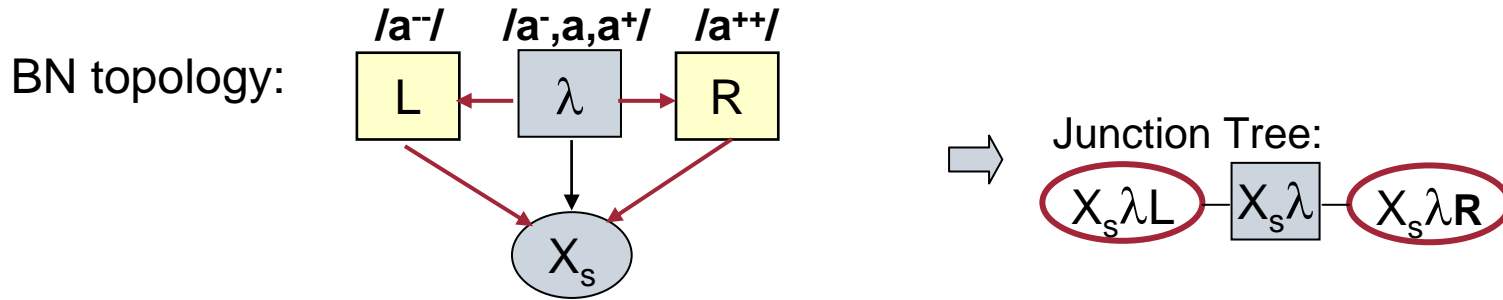 /a--/ /a-,a,a+/ /a++/
BN topology: L λ R
Junction Tree:
XsλL Xsλ XsλR
Xs